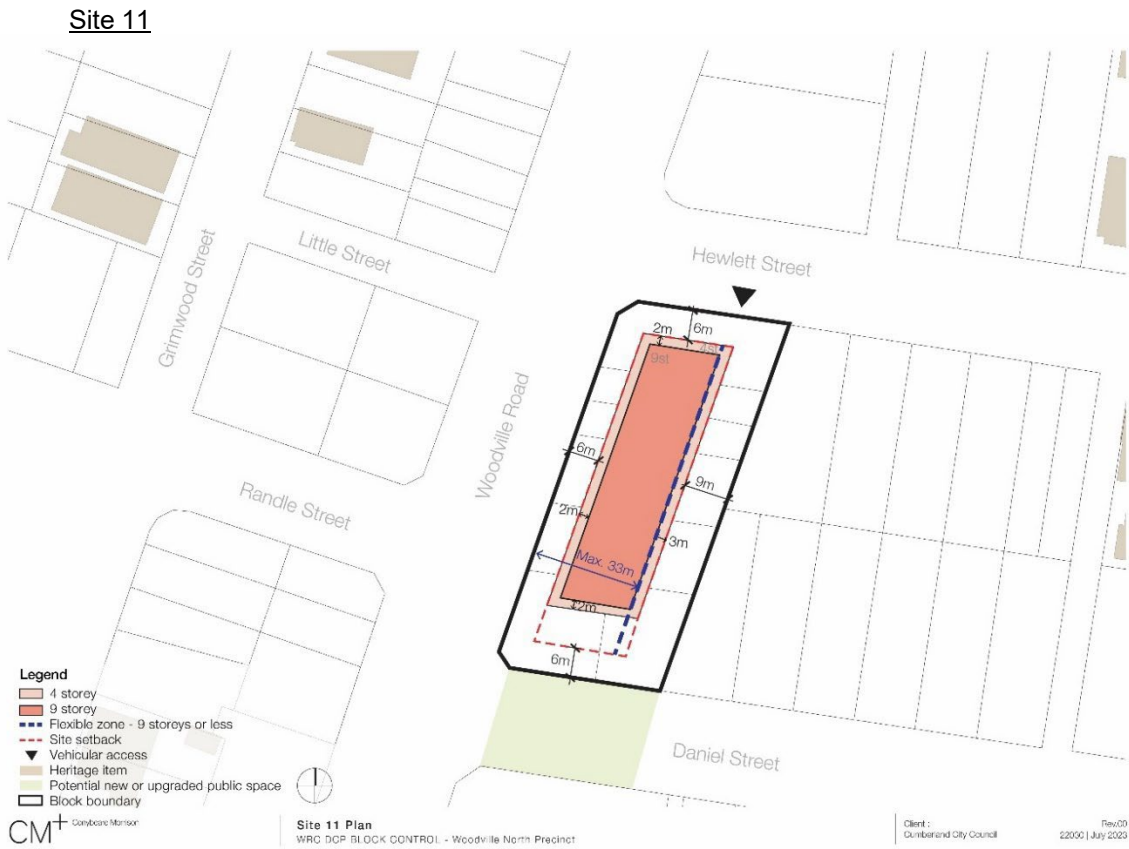 Site 11
Little Street
Grimwood Street
Hewlett Street
2m
6m
4st
9st
Woodville Road
6m
9m
Randle Street
2m
3m
Max. 33m
2m
6m
Daniel Street
Legend
4 storey
9 storey
Flexible zone - 9 storeys or less
Site setback
Vehicular access
Heritage item
Potential new or upgraded public space
Block boundary
CM+ Conybeare Morrison
Site 11 Plan
WRC DCP BLOCK CONTROL - Woodville North Precinct
Client :
Cumberland City Council
Rev.00
22030 | July 2023